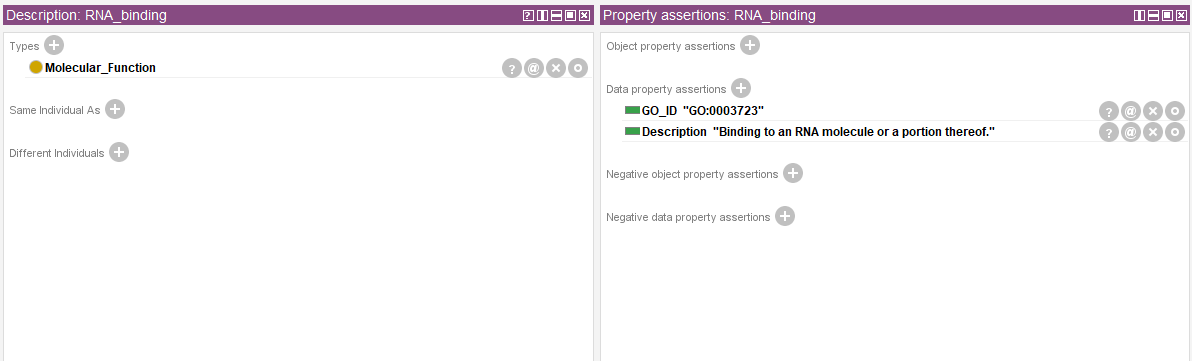 Description: RNA_binding
Types
Molecular_Function
Same Individual As
Different Individuals
Property assertions: RNA_binding
Object property assertions
Data property assertions
GO_ID "GO:0003723"
Description "Binding to an RNA molecule or a portion thereof."
Negative object property assertions
Negative data property assertions